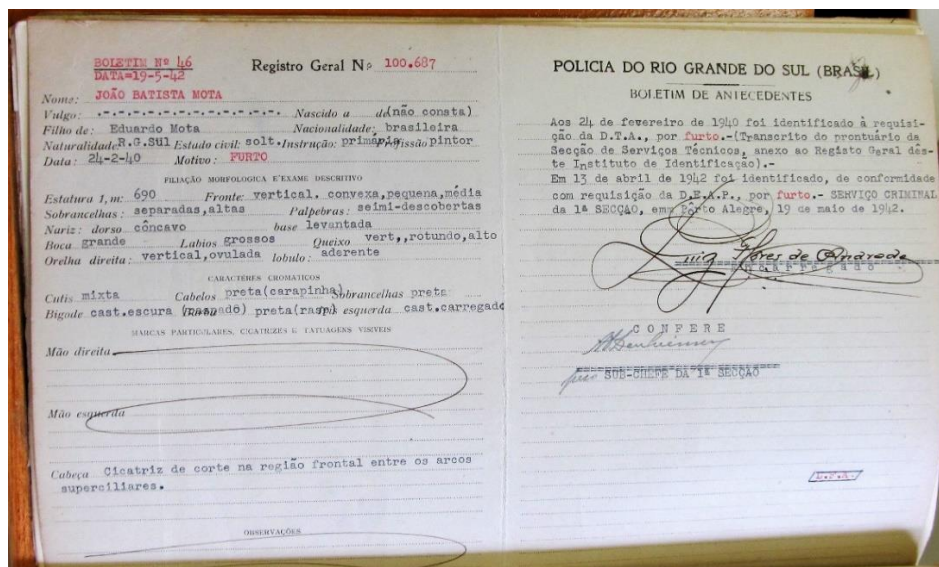 BOLETIM Nº 46
DATA=19-5-42
Registro Geral Nº 100.687
Nome: JOÃO BATISTA MOTA
Vulgo: .-.-.-.-.-.-.-.-.-.-.-.- Nascido a de(não consta)
Filho de: Eduardo Mota Nacionalidade: brasileira
Naturalidade R.G.SUl Estado civil: solt. Instrução: primária Profissão pintor
Data: 24-2-40 Motivo: FURTO
FILIAÇÃO MORFOLOGICA E EXAME DESCRITIVO
Estatura 1, m: 690 Fronte: vertical. convexa,pequena,média
Sobrancelhas: separadas,altas Palpebras: seimi-descobertas
Nariz: dorso côncavo base levantada
Boca grande Labios grossos Queixo vert,,rotundo,alto
Orelha direita: vertical,ovulada lobulo: aderente
CARACTÉRES CROMATICOS
Cutis mixta Cabelos preta(carapinha) Sobrancelhas preta
Bigode cast.escura preta(rasp) esquerda cast.carregado
MARCAS PARTICULARES, CICATRIZES E TATUAGENS VISIVEIS
Mão direita
Mão esquerda
Cabeça Cicatriz de corte na região frontal entre os arcos
superciliares.
OBSERVAÇÕES
POLICIA DO RIO GRANDE DO SUL (BRASIL)
BOLETIM DE ANTECEDENTES
Aos 24 de fevereiro de 1940 foi identificado à requisi-
ção da D.T.A., por furto.-(Transcrito do prontuário da
Secção de Serviços Técnicos, anexo ao Registo Geral dês-
te Instituto de Identificação).-
Em 13 de abril de 1942 foi identificado, de conformidade
com requisição da D.E.A.P., por furto.- SERVIÇO CRIMINAL
da 1ª SECÇÃO, em Pôrto Alegre, 19 de maio de 1942.
Luiz Flores de Andrade
Encarregado
CONFERE
SUB-CHEFE DA 1ª SECÇÃO